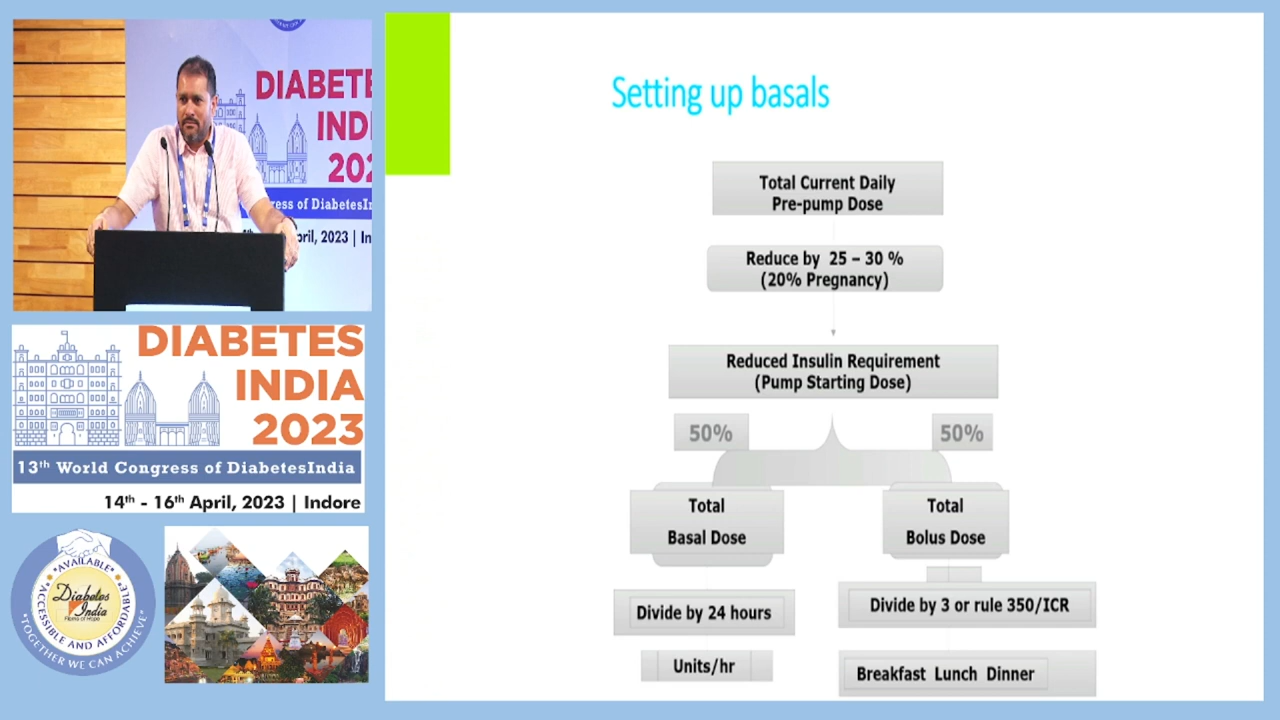 DIABETE
INDI
202
ress of DiabetesIn
pril, 2023 | In
DIABETES
INDIA
2023
13th World Congress of DiabetesIndia
14th - 16th April, 2023 | Indore
AVAILABLE
ACCESSIBLE AND AFFORDABLE
Diabetes
India
"TOGETHER WE CAN ACHIEVE"
Setting up basals
Total Current Daily
Pre-pump Dose
Reduce by 25 – 30 %
(20% Pregnancy)
Reduced Insulin Requirement
(Pump Starting Dose)
50%
50%
Total
Basal Dose
Total
Bolus Dose
Divide by 24 hours
Divide by 3 or rule 350/ICR
Units/hr
Breakfast Lunch Dinner